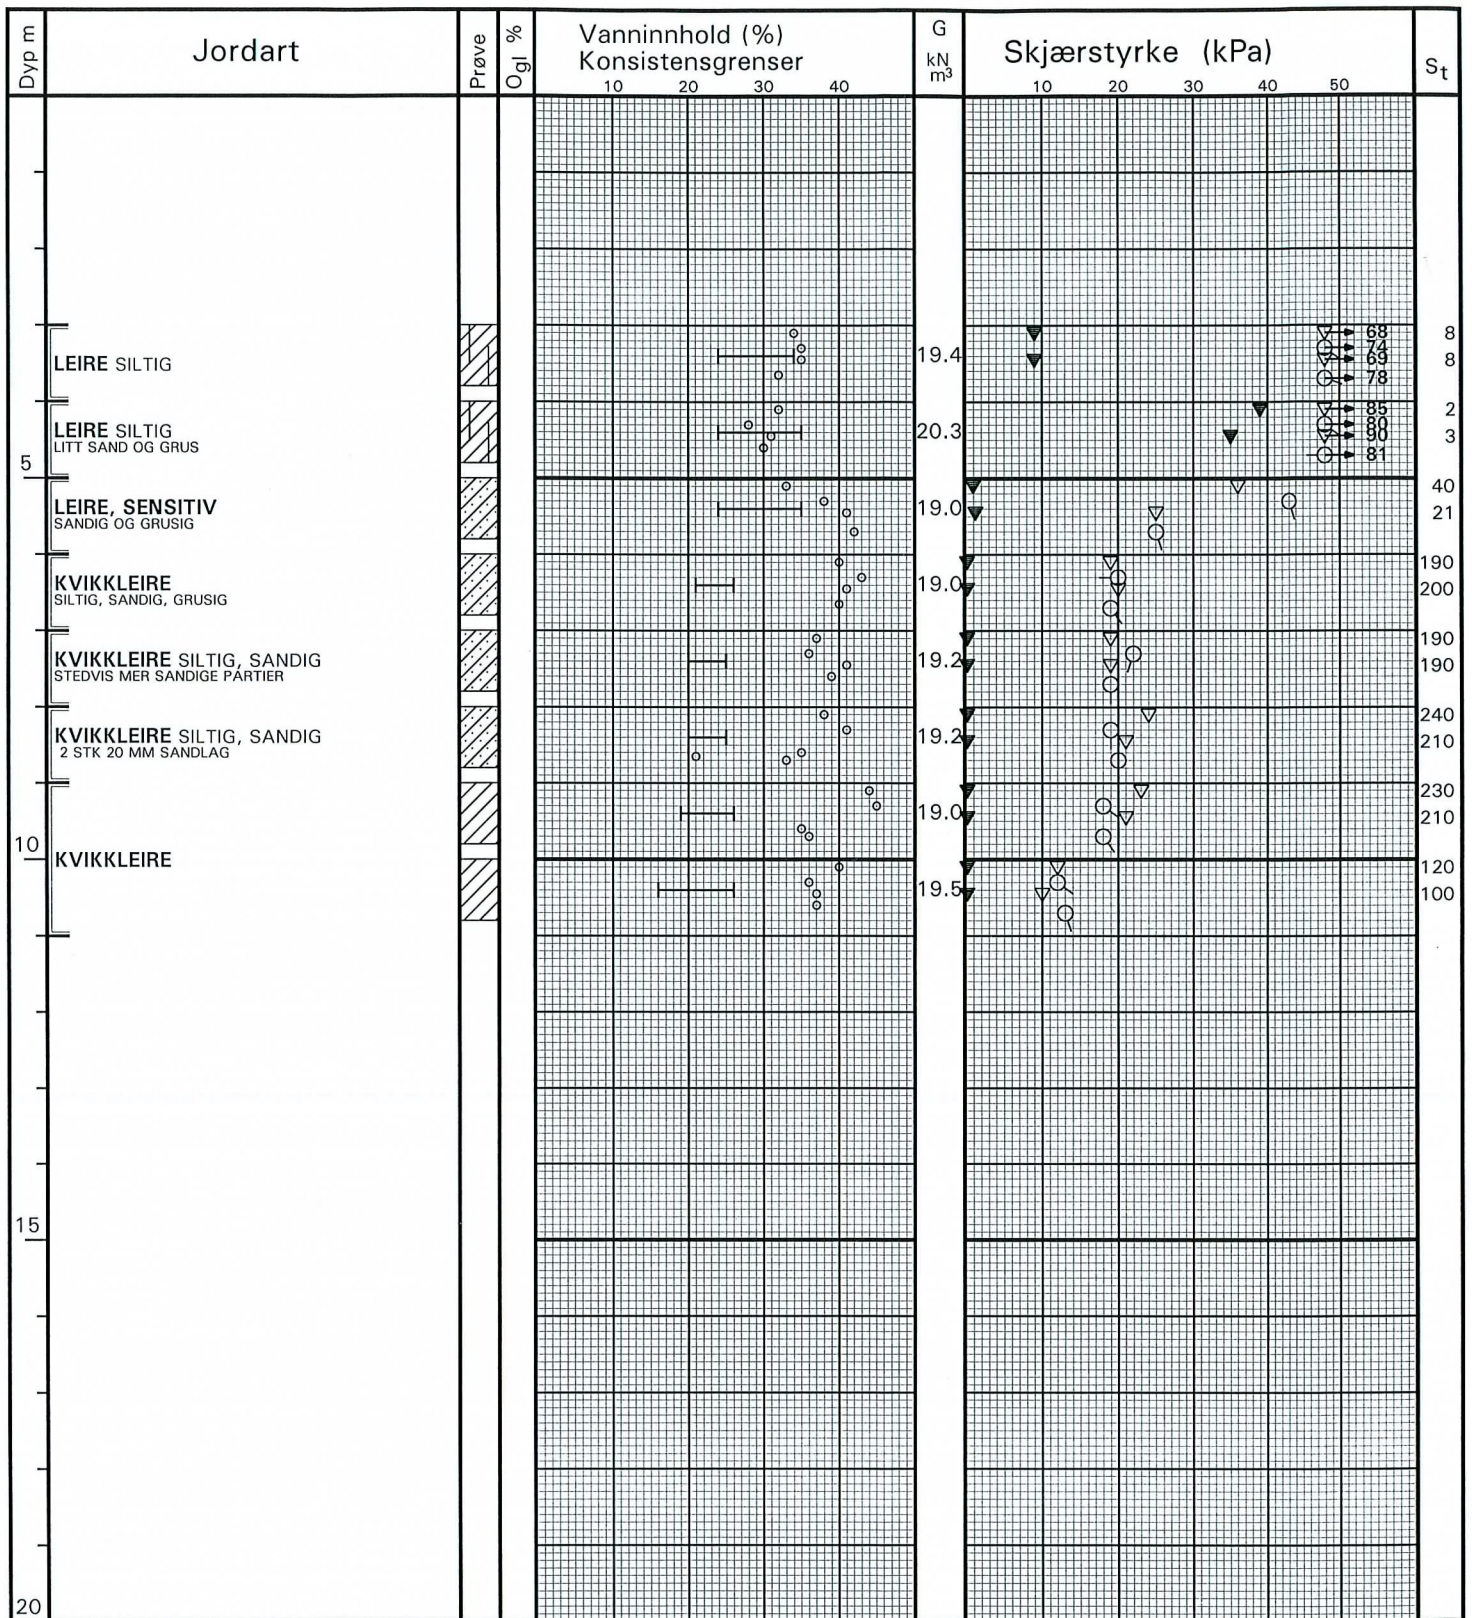 Dyp m
Jordart
Prøve
Ogl %
Vanninnhold (%)
Konsistensgrenser
10 20 30 40
G
kN
m³
Skjærstyrke (kPa)
10 20 30 40 50
St
68 8
74
LEIRE SILTIG 19.4 69 8
78
85 2
80
LEIRE SILTIG 20.3 90 3
LITT SAND OG GRUS
81
5
40
LEIRE, SENSITIV 19.0 21
SANDIG OG GRUSIG
190
KVIKKLEIRE 19.0 200
SILTIG, SANDIG, GRUSIG
190
KVIKKLEIRE SILTIG, SANDIG 19.2 190
STEDVIS MER SANDIGE PARTIER
240
KVIKKLEIRE SILTIG, SANDIG 19.2 210
2 STK 20 MM SANDLAG
230
19.0 210
10
KVIKKLEIRE 120
19.5 100
15
20